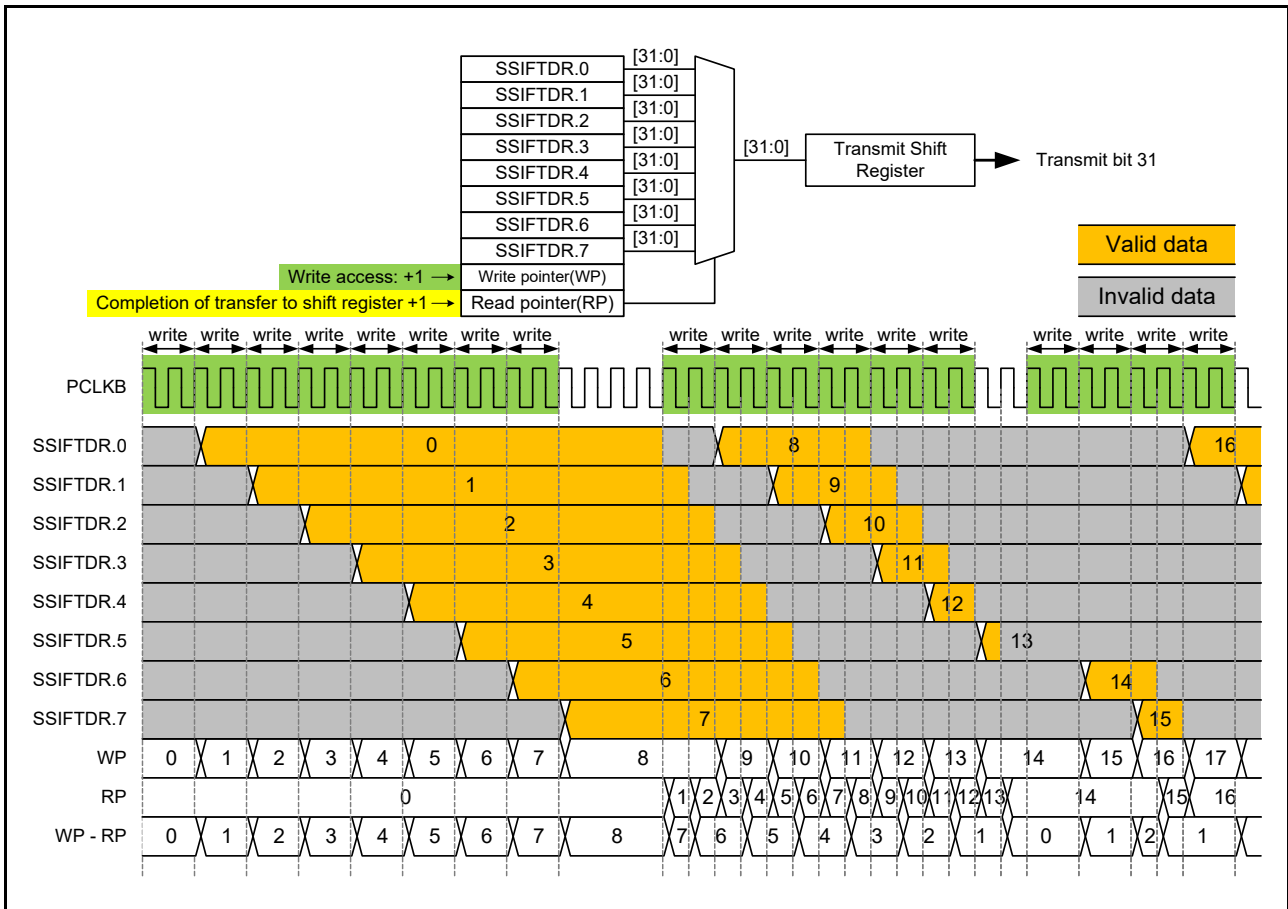 SSIFTDR.0 [31:0]
SSIFTDR.1 [31:0]
SSIFTDR.2 [31:0]
SSIFTDR.3 [31:0]
SSIFTDR.4 [31:0]
SSIFTDR.5 [31:0]
SSIFTDR.6 [31:0]
SSIFTDR.7 [31:0]
[31:0]
Transmit Shift
Register
Transmit bit 31
Write access: +1
Write pointer(WP)
Completion of transfer to shift register +1
Read pointer(RP)
Valid data
Invalid data
write write write write write write write write write write write write write write write write write write
PCLKB
SSIFTDR.0 0 8 16
SSIFTDR.1 1 9
SSIFTDR.2 2 10
SSIFTDR.3 3 11
SSIFTDR.4 4 12
SSIFTDR.5 5 13
SSIFTDR.6 6 14
SSIFTDR.7 7 15
WP 0 1 2 3 4 5 6 7 8 9 10 11 12 13 14 15 16 17
RP 0 1 2 3 4 5 6 7 8 9 10 11 12 13 14 15 16
WP - RP 0 1 2 3 4 5 6 7 8 7 6 5 4 3 2 1 0 1 2 1